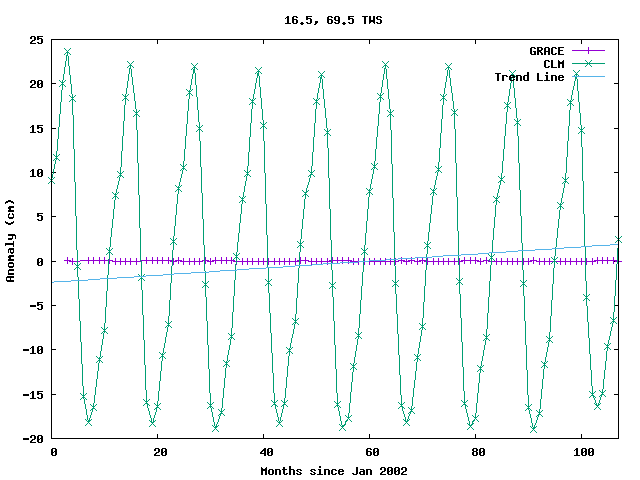 16.5, 69.5 TWS
GRACE
CLM
Trend Line
25
20
15
10
5
0
-5
-10
-15
-20
Anomaly (cm)
0 20 40 60 80 100
Months since Jan 2002